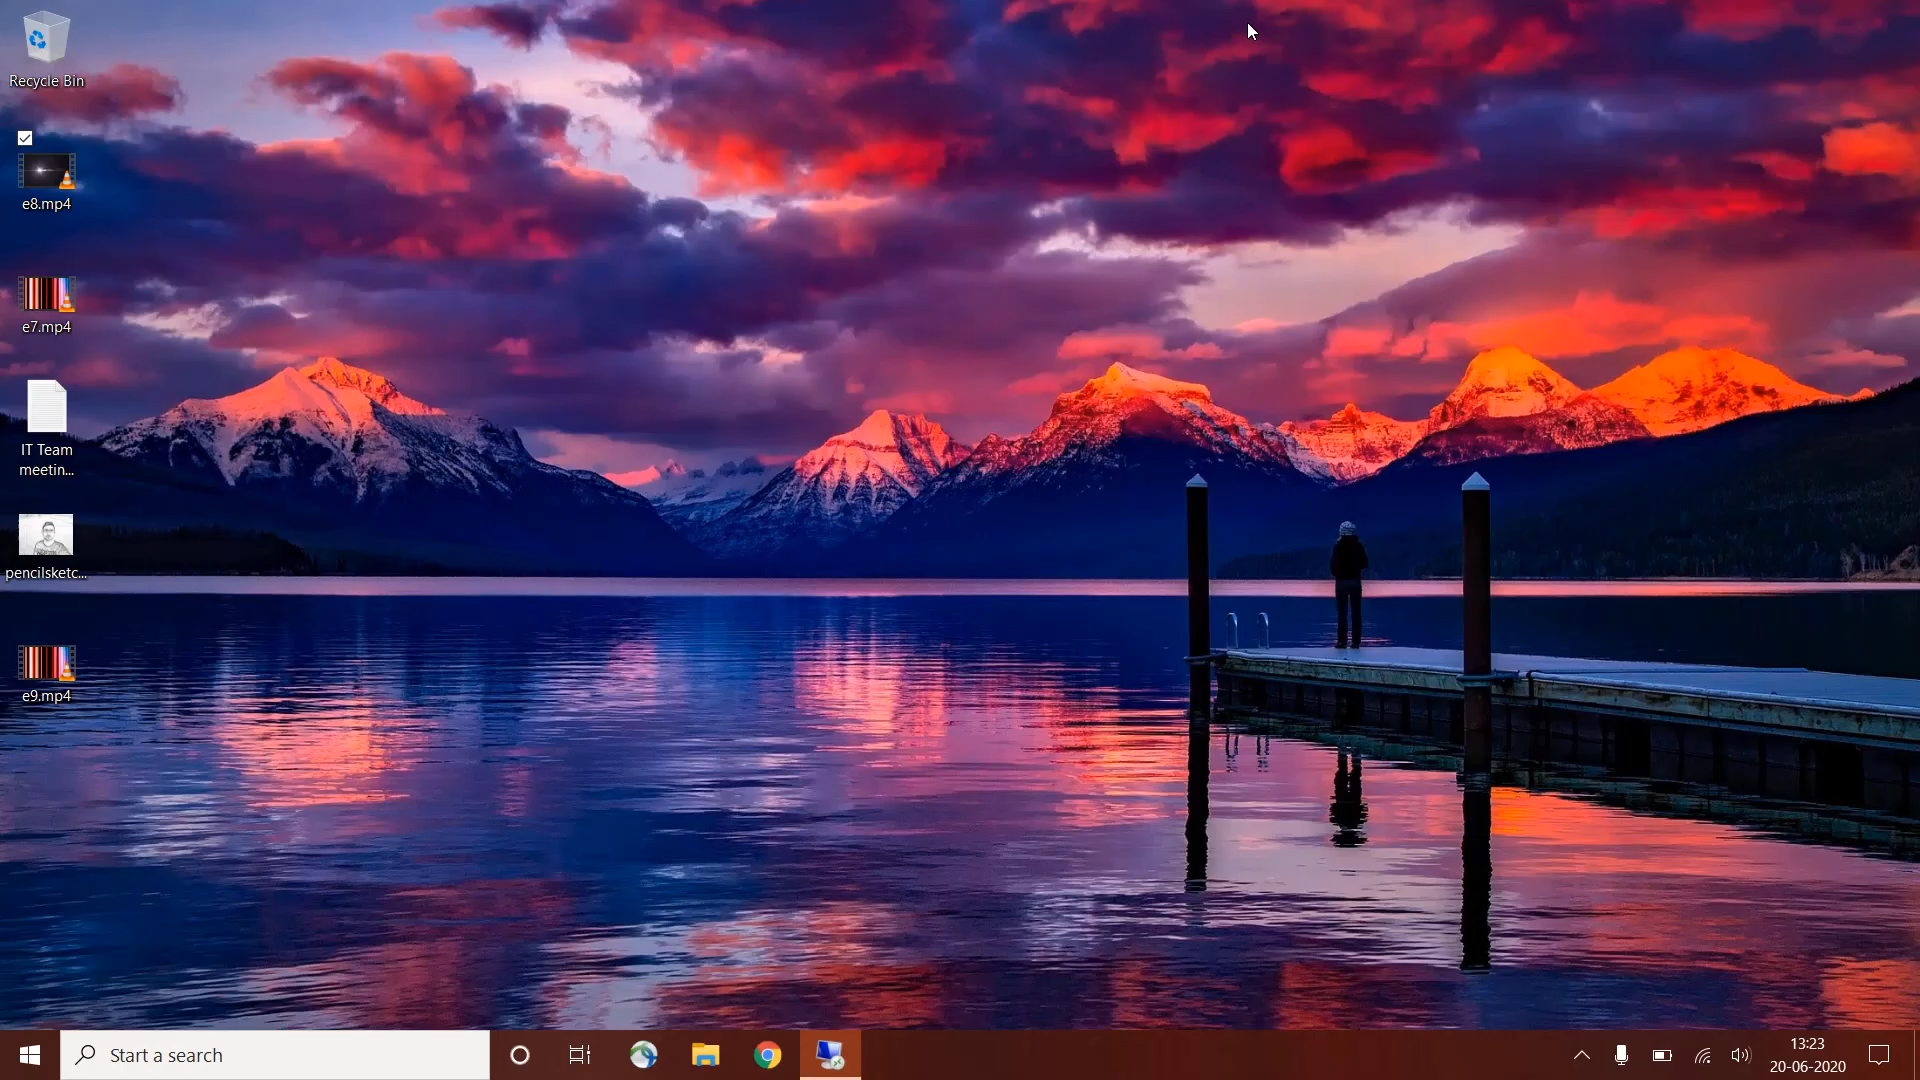 Recycle Bin
e8.mp4
e7.mp4
IT Team
meetin...
pencilsketc...
e9.mp4
Start a search
13:23
20-06-2020